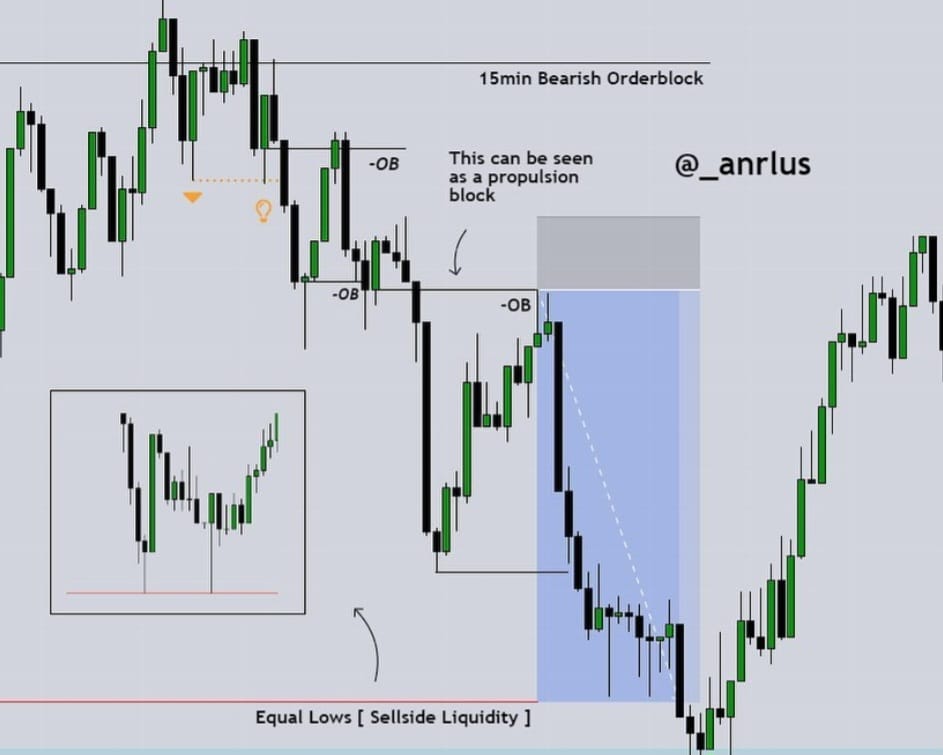 15min Bearish Orderblock
-OB
This can be seen
as a propulsion
block
@_anrlus
-OB
-OB
Equal Lows [ Sellside Liquidity ]